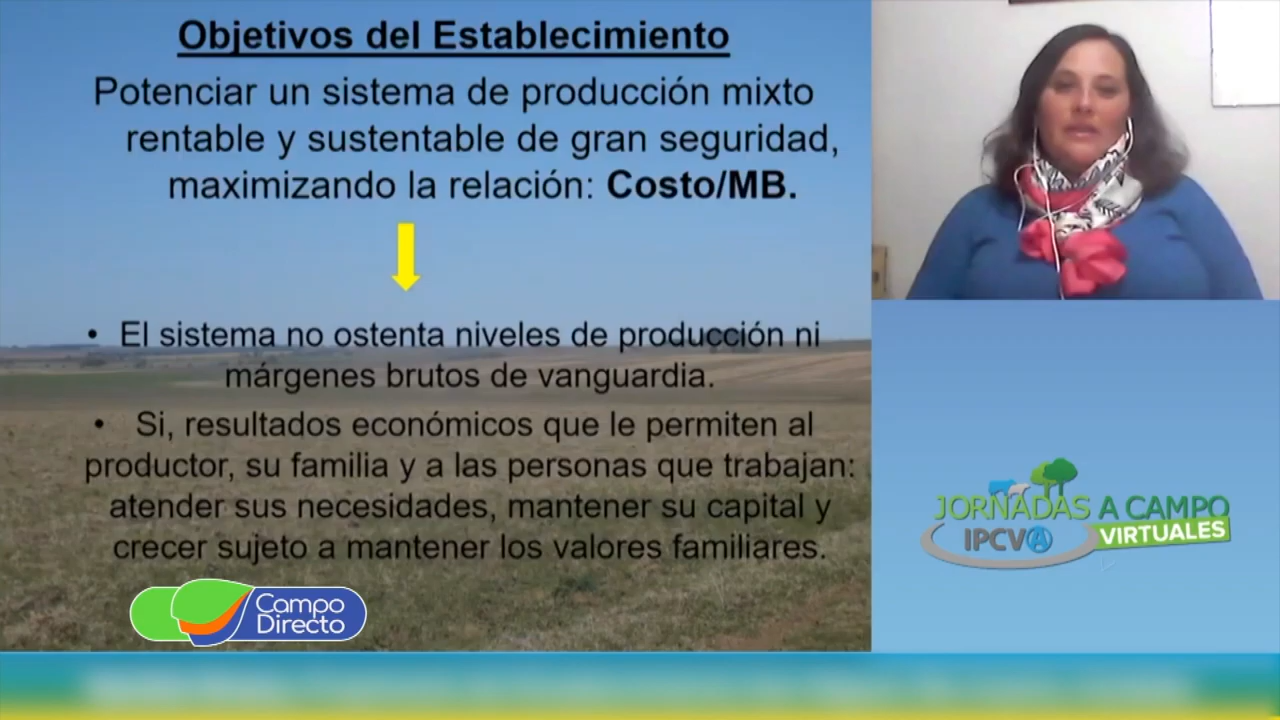 Objetivos del Establecimiento
Potenciar un sistema de producción mixto
rentable y sustentable de gran seguridad,
maximizando la relación: Costo/MB.
• El sistema no ostenta niveles de producción ni
márgenes brutos de vanguardia.
• Si, resultados económicos que le permiten al
productor, su familia y a las personas que trabajan:
atender sus necesidades, mantener su capital y
crecer sujeto a mantener los valores familiares.
Campo
Directo
JORNADAS A CAMPO
IPCVA VIRTUALES